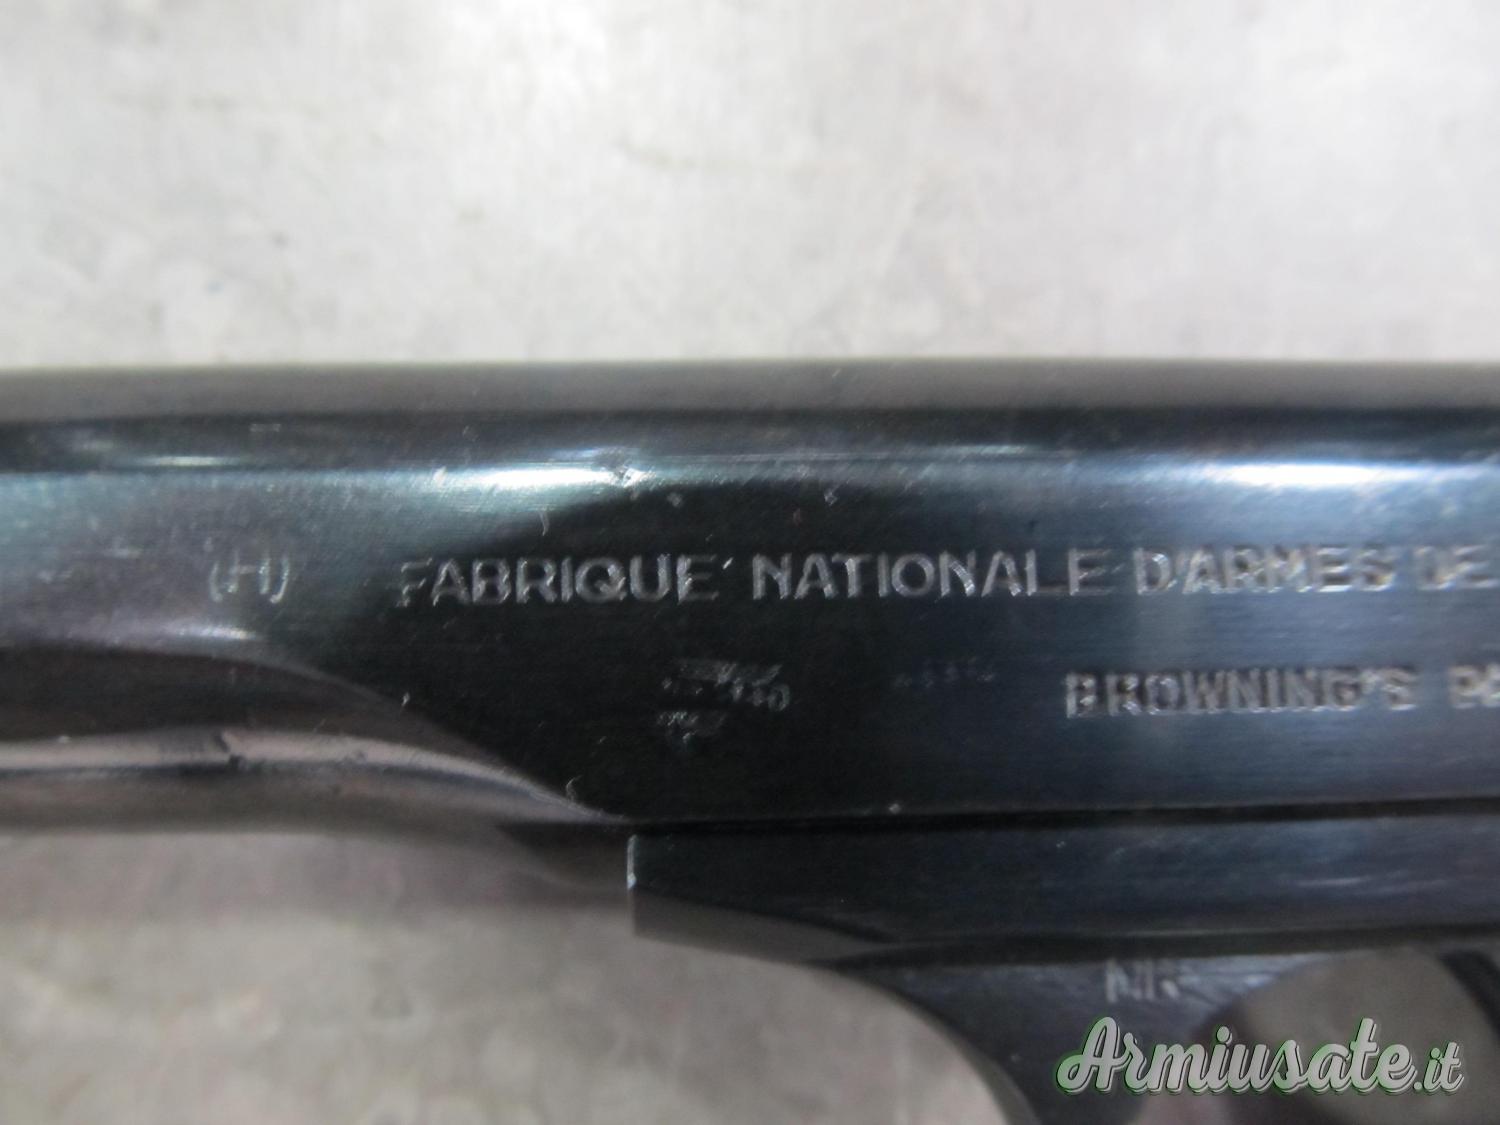 (H) FABRIQUE NATIONALE D'ARMES DE
BROWNING'S
Armiusate.it